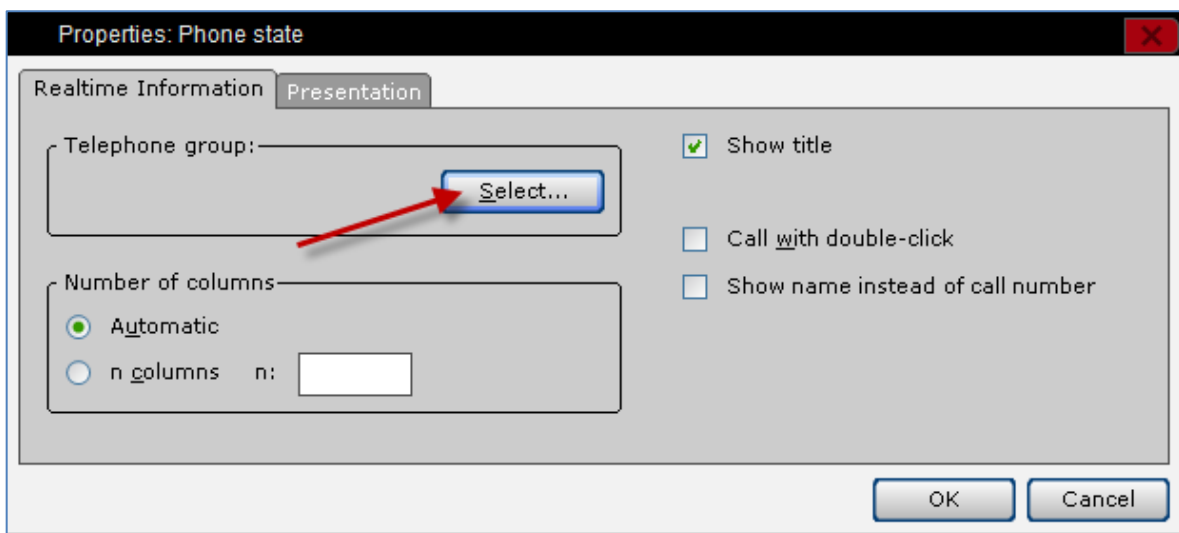 Properties: Phone state
Realtime Information Presentation
Telephone group:
Select...
Show title
Call with double-click
Show name instead of call number
Number of columns
Automatic
n columns n:
OK Cancel